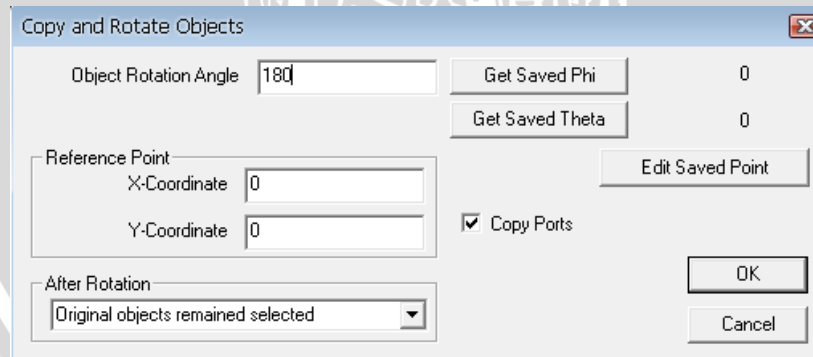 Copy and Rotate Objects
Object Rotation Angle 180 Get Saved Phi 0
Get Saved Theta 0
Reference Point
Edit Saved Point
X-Coordinate 0
Y-Coordinate 0 Copy Ports
After Rotation
OK
Original objects remained selected
Cancel